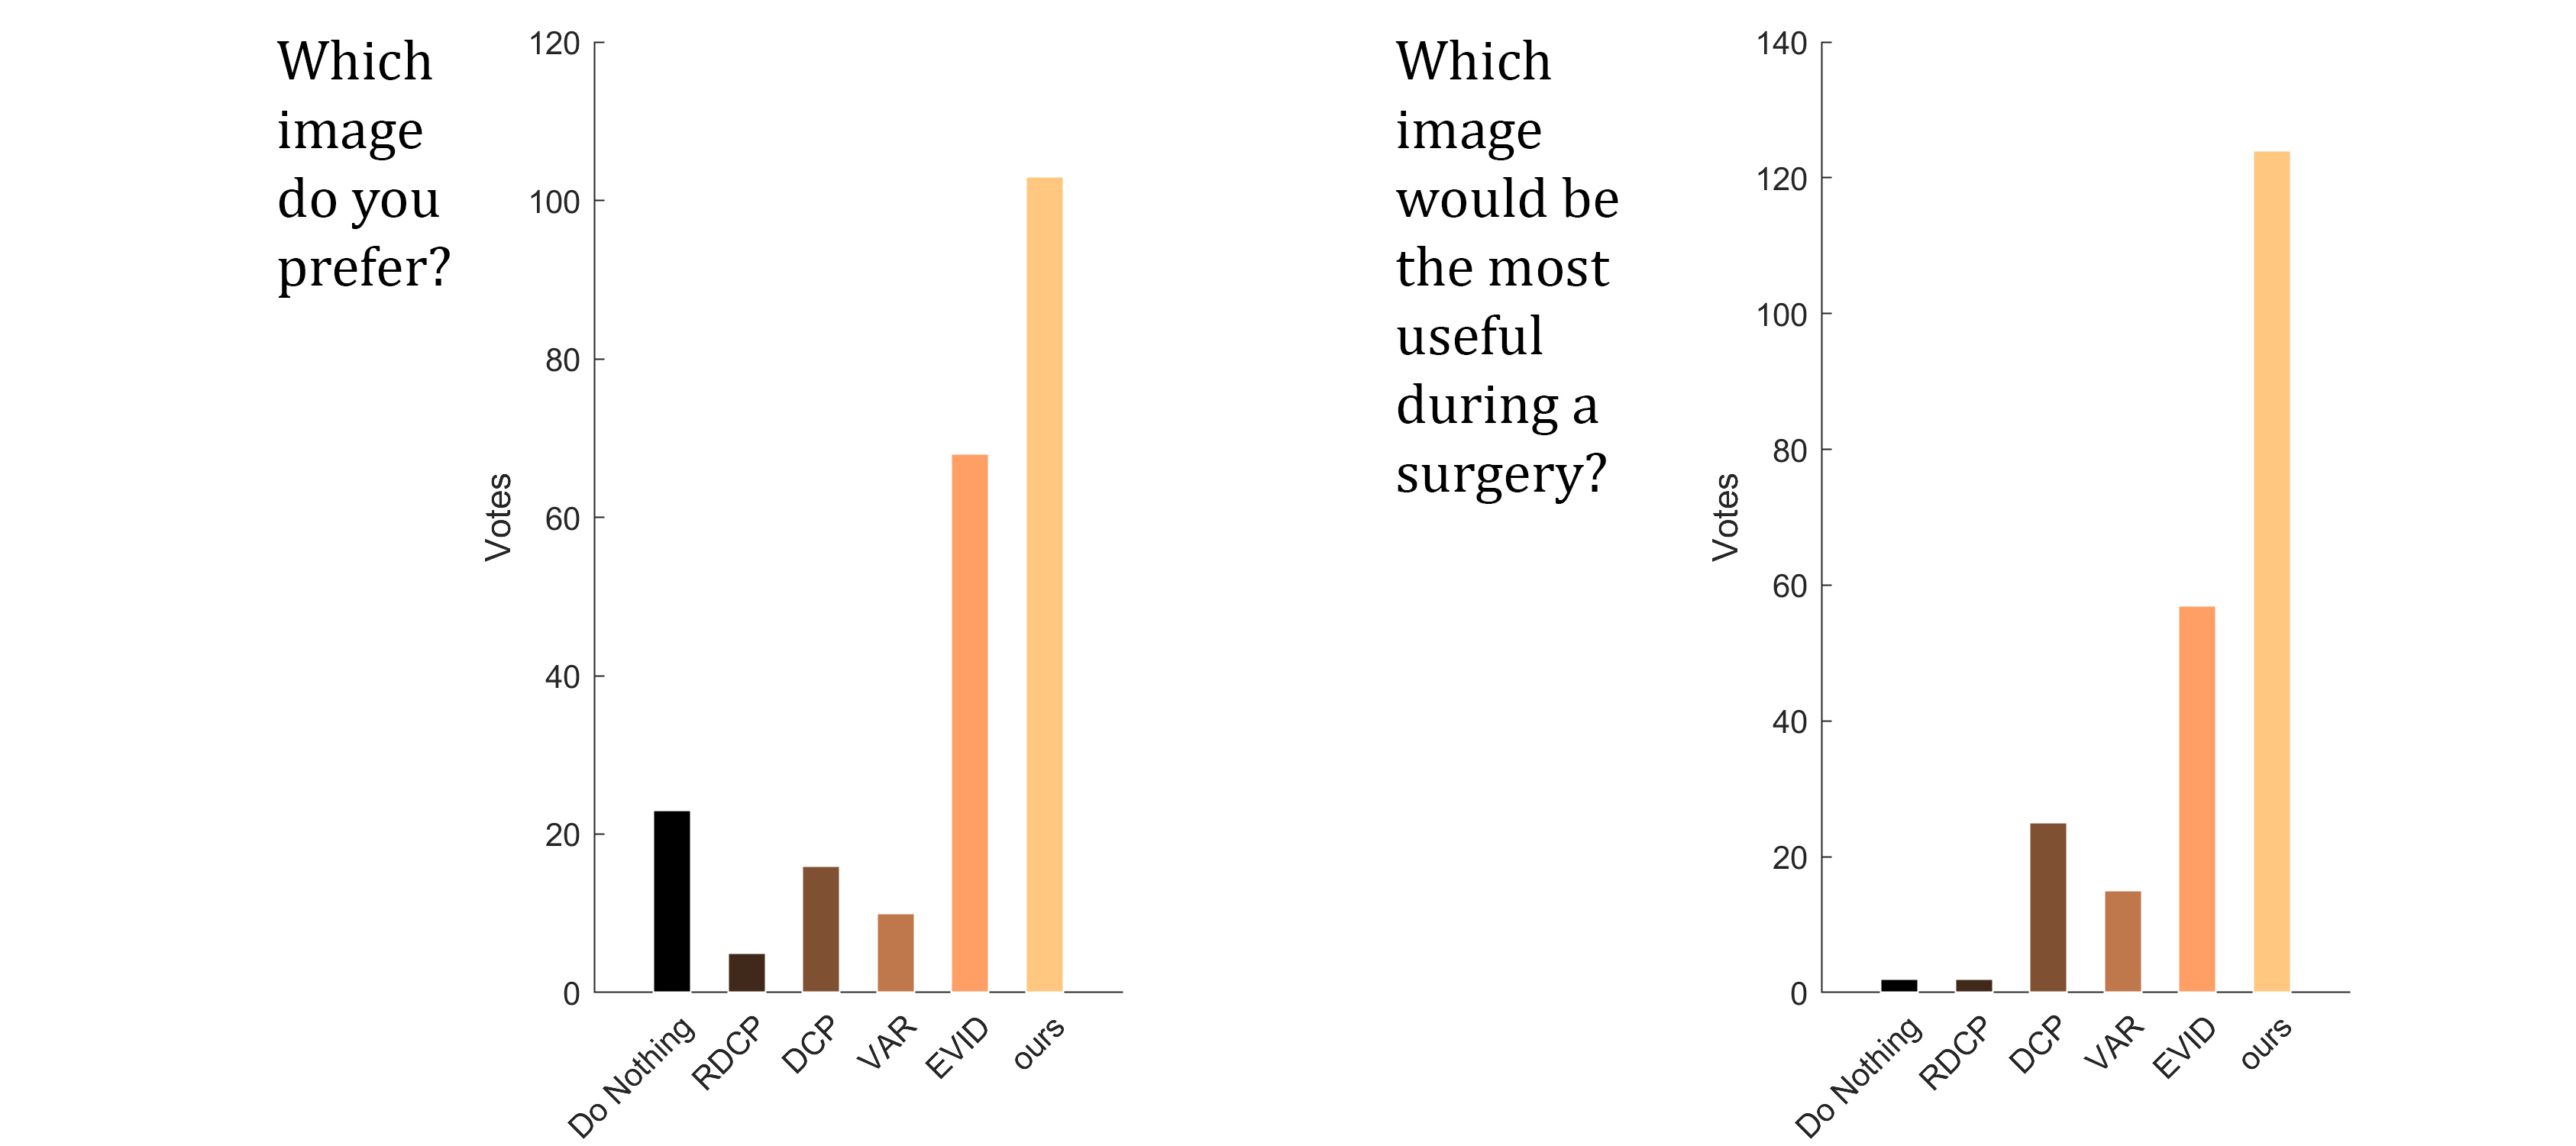 Which
image
do you
prefer?
120
100
80
60
40
20
0
Votes
Do Nothing
RDCP
DCP
VAR
EVID
ours
Which
image
would be
the most
useful
during a
surgery?
140
120
100
80
60
40
20
0
Votes
Do Nothing
RDCP
DCP
VAR
EVID
ours